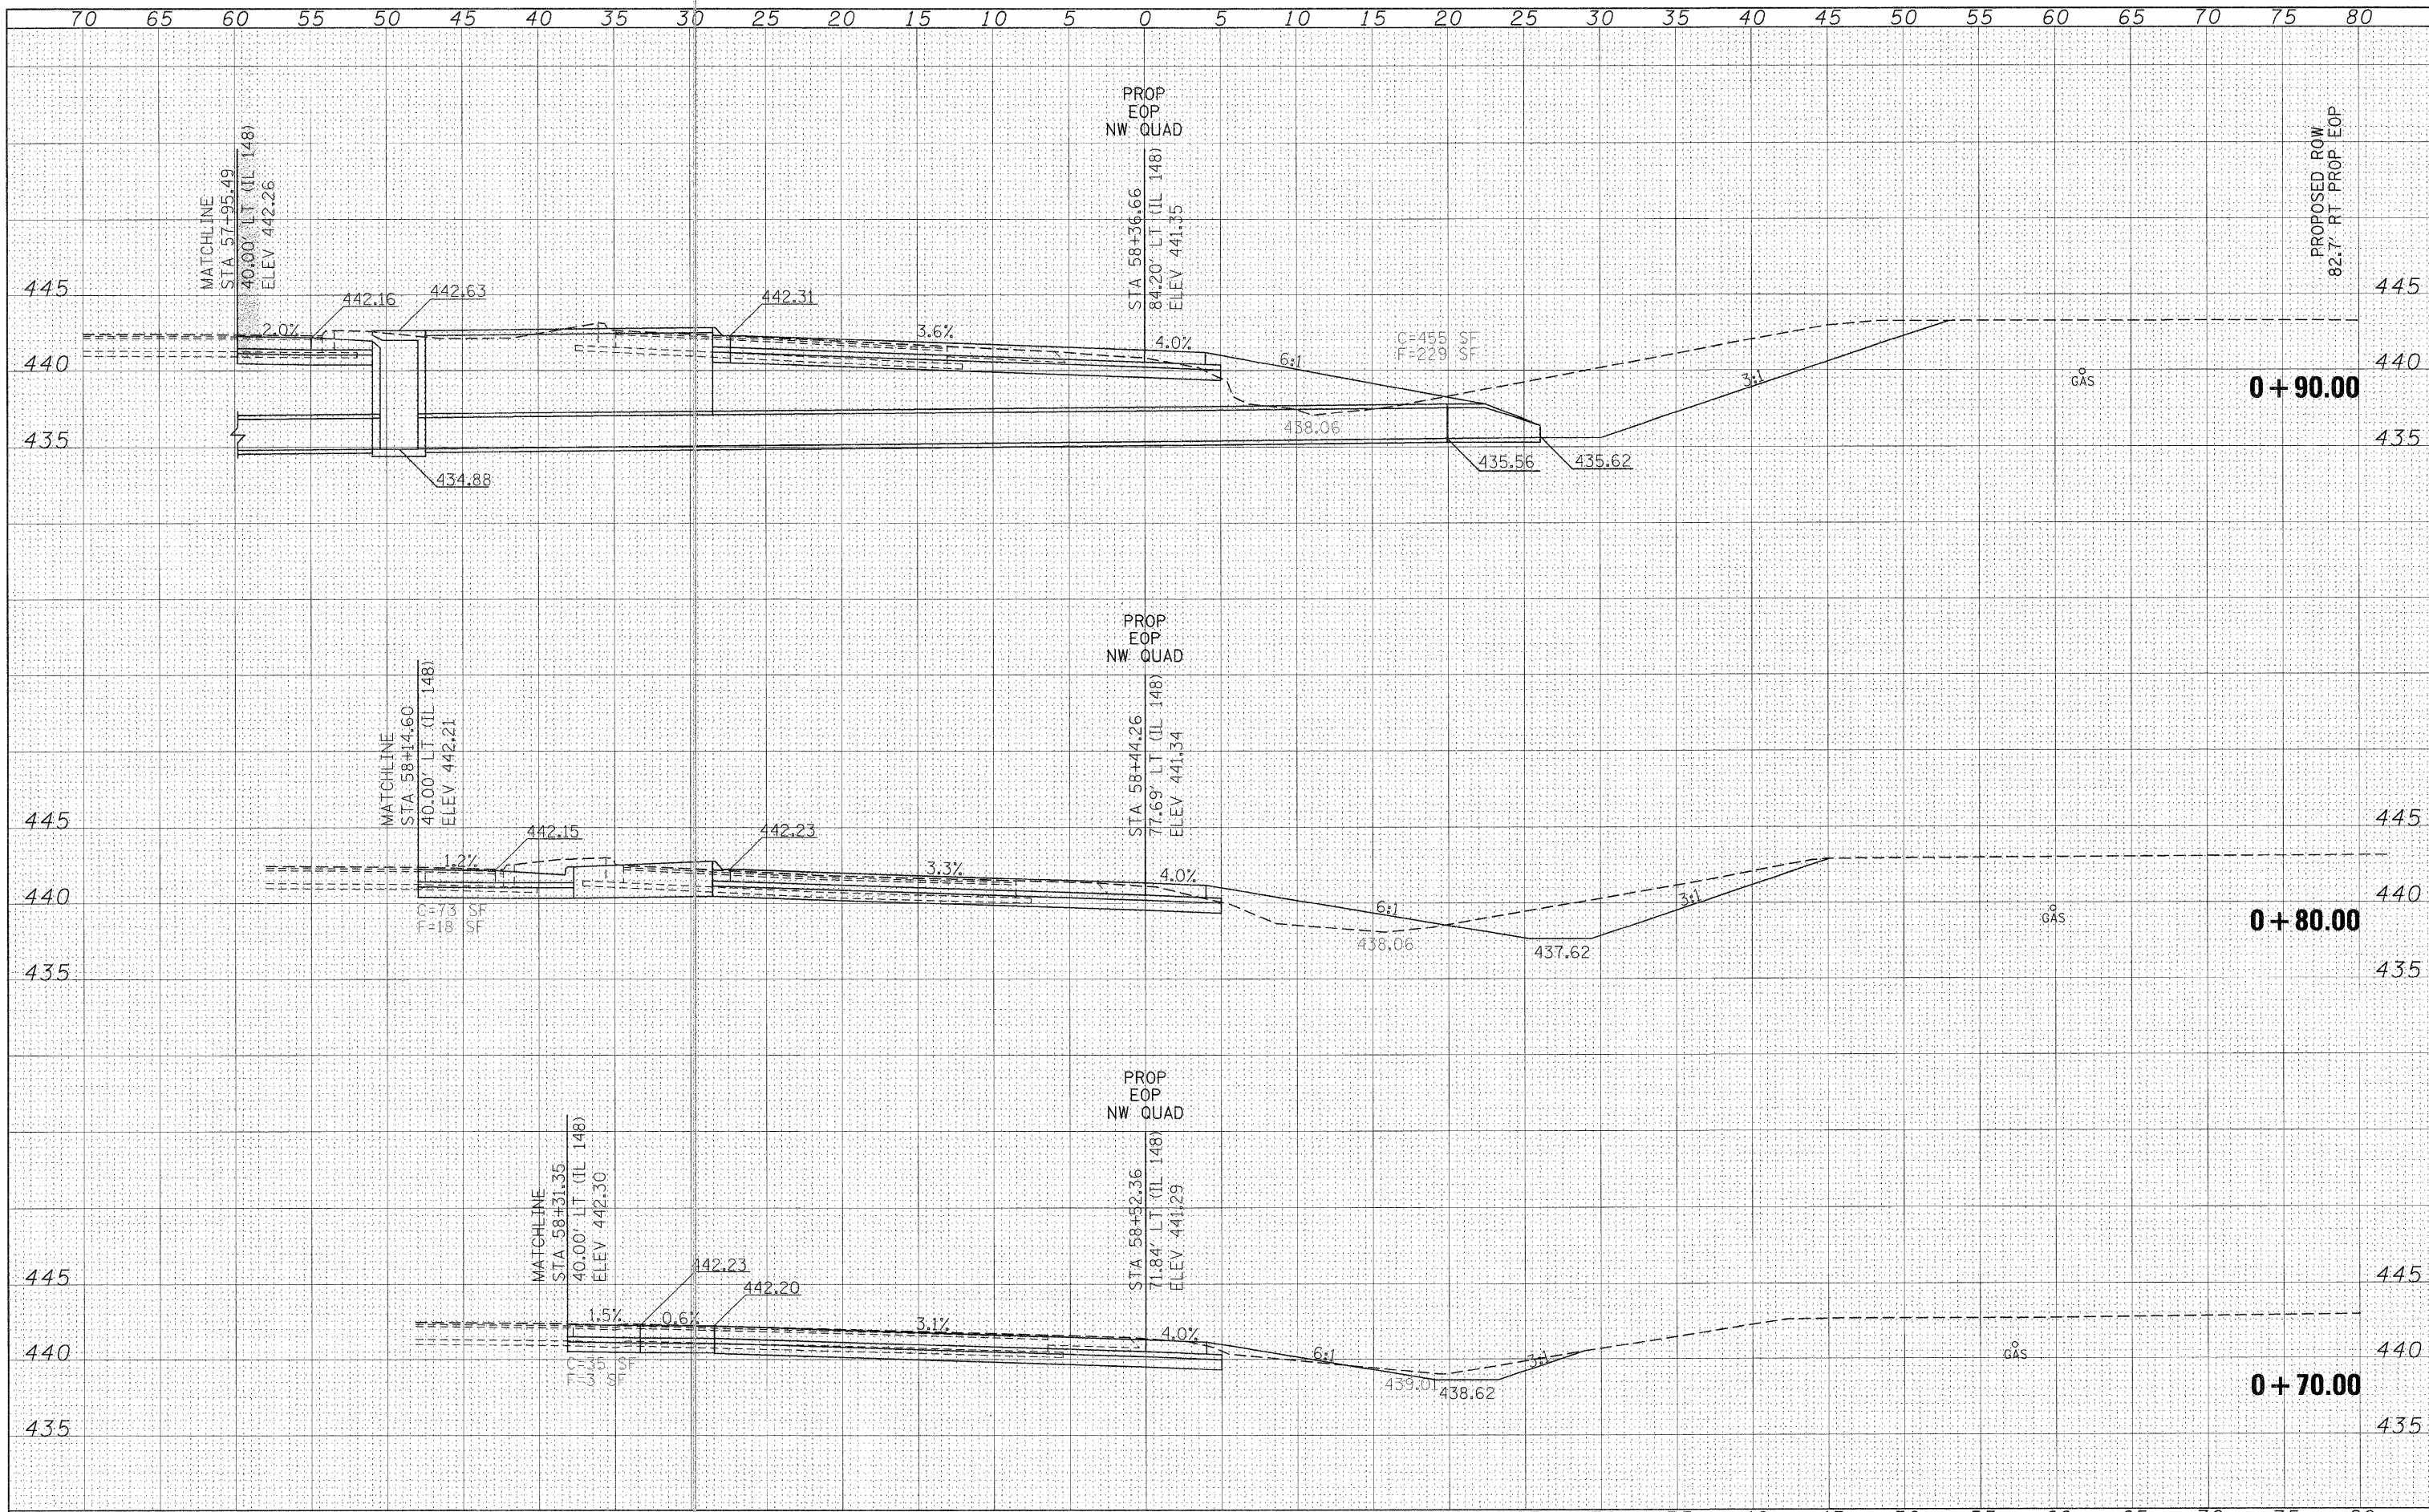 70 65 60 55 50 45 40 35 30 25 20 15 10 5 0 5 10 15 20 25 30 35 40 45 50 55 60 65 70 75 80
PROP
EOP
NW QUAD
MATCHLINE
STA 57+95.49
40.00' LT (IL 148)
ELEV 442.26
STA 58+36.66
84.20' LT (IL 148)
ELEV 441.35
PROPOSED ROW
82.7' RT PROP EOP
445
442.16
442.63
442.31
445
2.0%
3.6%
4.0%
6:1
C=455 SF
F=229 SF
3:1
440
440
GAS
0+90.00
438.06
435
435
434.88
435.56
435.62
PROP
EOP
NW QUAD
MATCHLINE
STA 58+14.60
40.00' LT (IL 148)
ELEV 442.21
STA 58+44.26
77.69' LT (IL 148)
ELEV 441.34
445
442.15
442.23
445
1.2%
3.3%
4.0%
6:1
3:1
440
440
C=73 SF
F=18 SF
GAS
0+80.00
438.06
437.62
435
435
PROP
EOP
NW QUAD
MATCHLINE
STA 58+31.35
40.00' LT (IL 148)
ELEV 442.30
STA 58+52.36
71.84' LT (IL 148)
ELEV 441.29
445
442.23
442.20
445
1.5%
0.6%
3.1%
4.0%
6:1
3:1
440
440
C=35 SF
F=3 SF
GAS
0+70.00
439.01
438.62
435
435